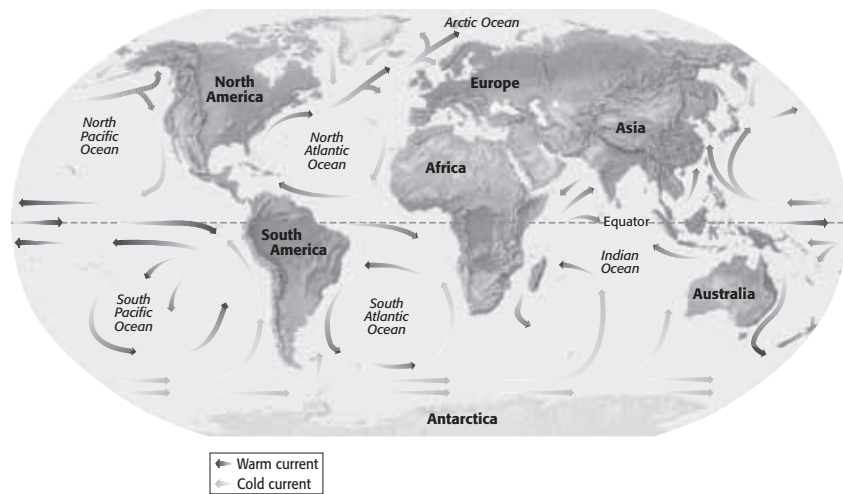 Arctic Ocean
North
America
Europe
Asia
North
Pacific
Ocean
North
Atlantic
Ocean
Africa
Equator
South
America
Indian
Ocean
South
Pacific
Ocean
South
Atlantic
Ocean
Australia
Antarctica
Warm current
Cold current